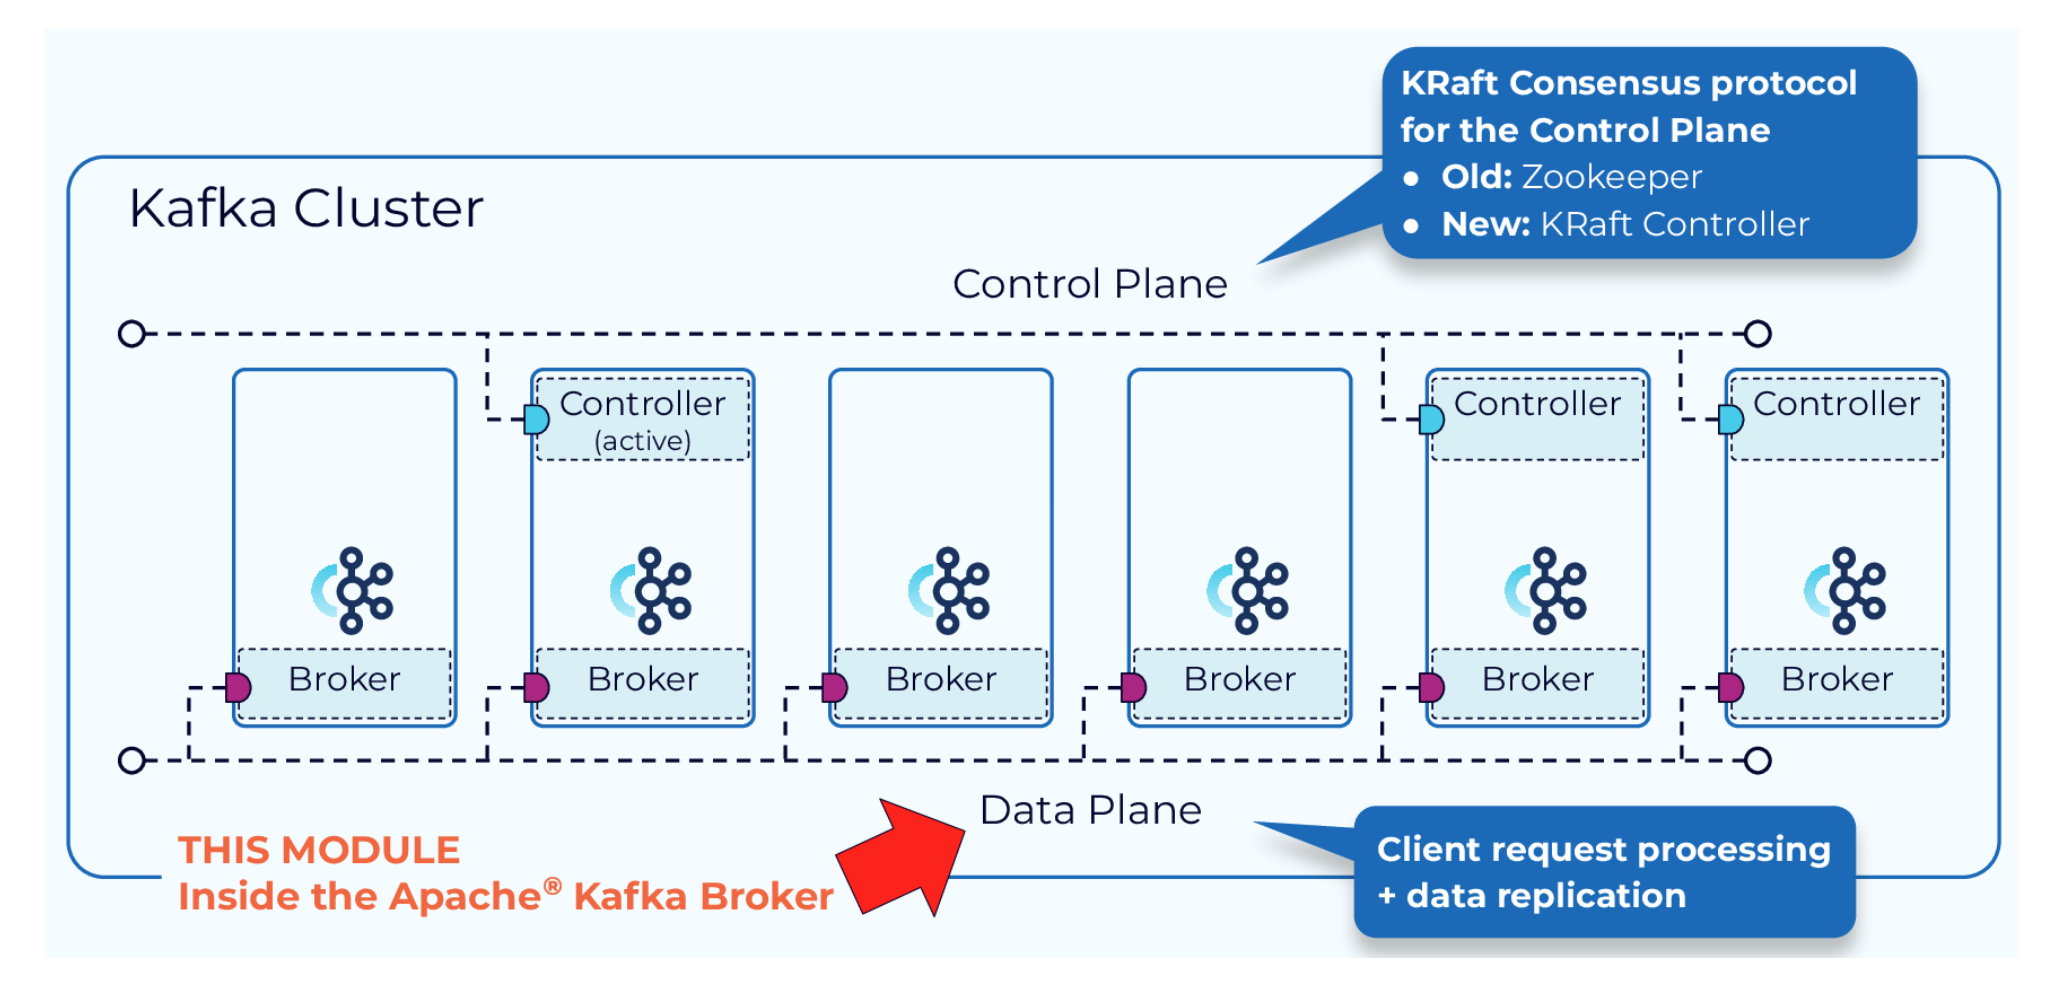 KRaft Consensus protocol
for the Control Plane
● Old: Zookeeper
● New: KRaft Controller
Kafka Cluster
Control Plane
Controller
(active)
Controller
Controller
Broker
Broker
Broker
Broker
Broker
Broker
Data Plane
THIS MODULE
Inside the Apache® Kafka Broker
Client request processing
+ data replication